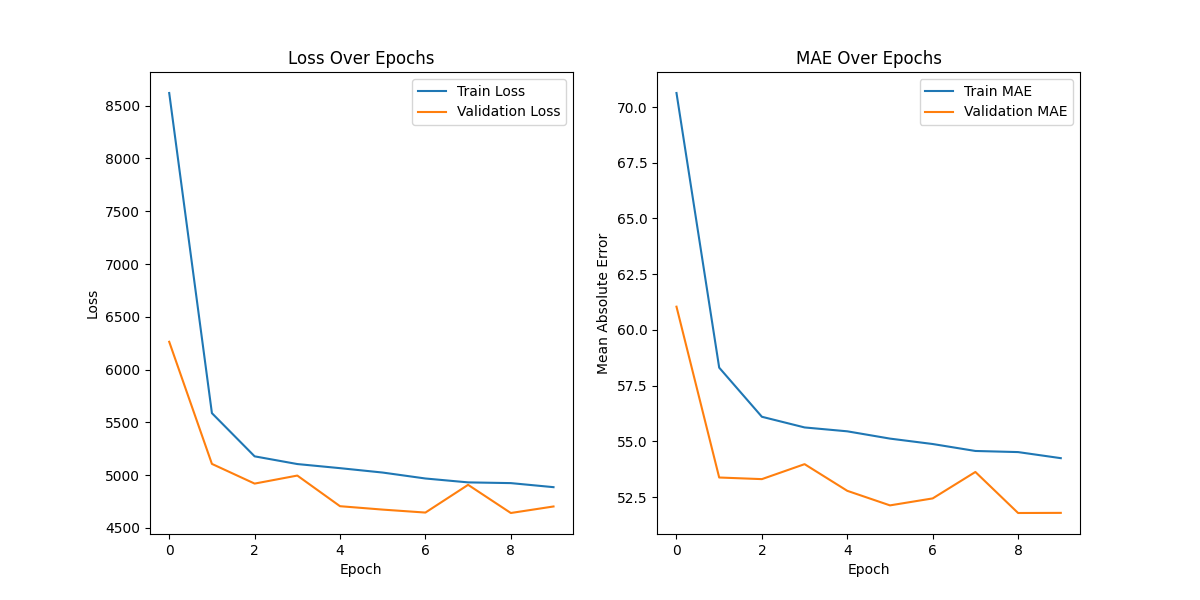 Loss Over Epochs
Train Loss
Validation Loss
8500
8000
7500
7000
6500
6000
5500
5000
4500
Loss
0
2
4
6
8
Epoch
MAE Over Epochs
Train MAE
Validation MAE
70.0
67.5
65.0
62.5
60.0
57.5
55.0
52.5
Mean Absolute Error
0
2
4
6
8
Epoch